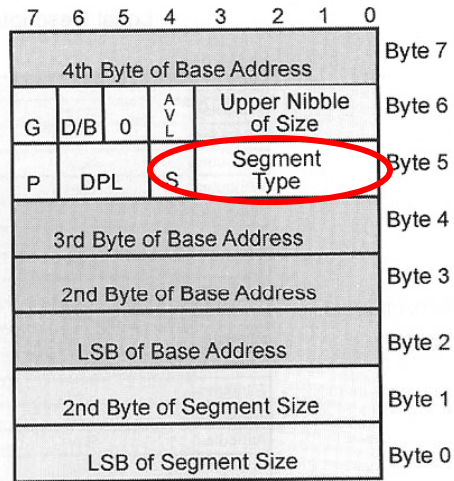 7 6 5 4 3 2 1 0
4th Byte of Base Address Byte 7
G D/B 0 AVL Upper Nibble of Size Byte 6
P DPL S Segment Type Byte 5
3rd Byte of Base Address Byte 4
2nd Byte of Base Address Byte 3
LSB of Base Address Byte 2
2nd Byte of Segment Size Byte 1
LSB of Segment Size Byte 0